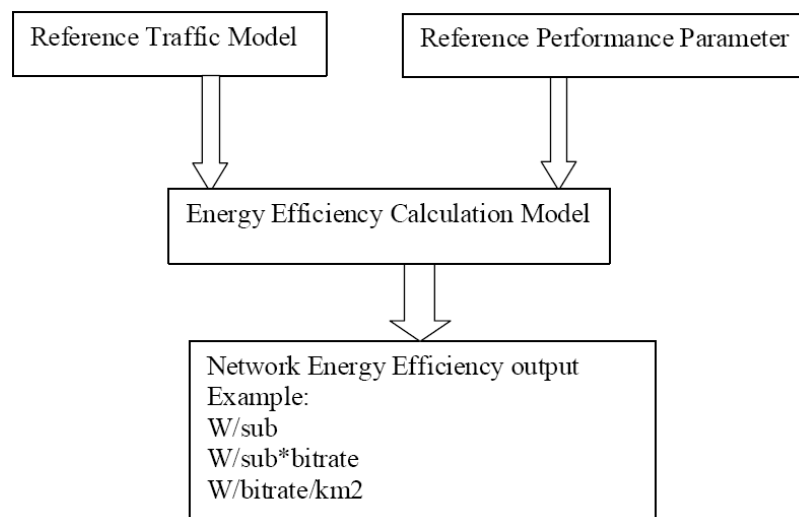 Reference Traffic Model
Reference Performance Parameter
Energy Efficiency Calculation Model
Network Energy Efficiency output
Example:
W/sub
W/sub*bitrate
W/bitrate/km2